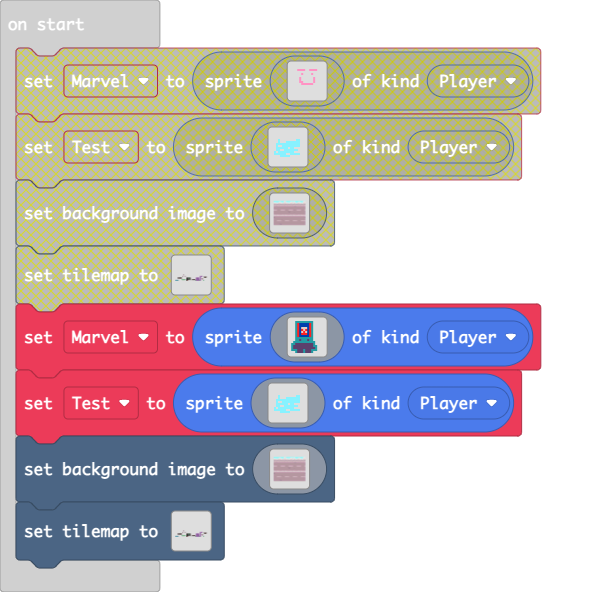 on start
set Marvel to sprite of kind Player
set Test to sprite of kind Player
set background image to
set tilemap to
set Marvel to sprite of kind Player
set Test to sprite of kind Player
set background image to
set tilemap to